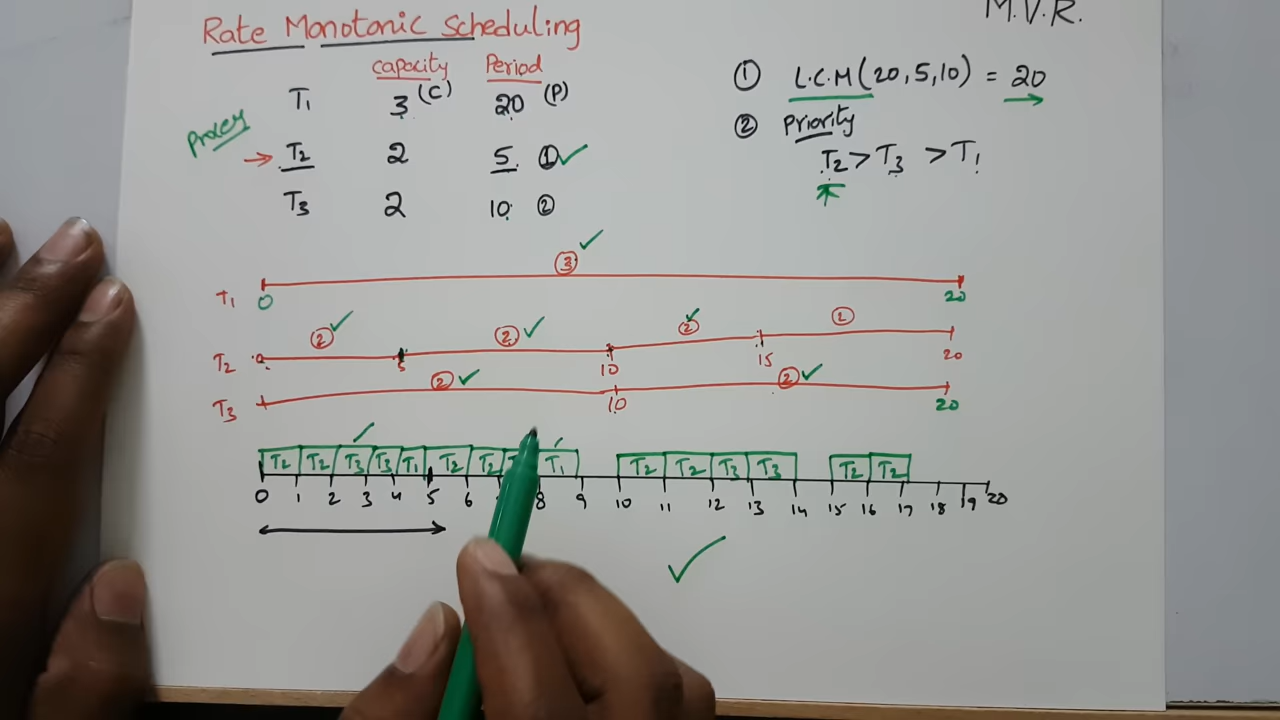 M.V.R.
Rate Monotonic Scheduling
capacity Period
T1 3 (C) 20 (P)
T2 2 5 ①
T3 2 10 ②
① L.C.M (20, 5, 10) = 20
② Priority
T2 > T3 > T1
③
T1 0 20
② ② ② ②
T2 0 5 10 15 20
② ②
T3 10 20
T2 T2 T3 T3 T1 T2 T2 T1 T2 T2 T3 T3 T2 T2
0 1 2 3 4 5 6 8 9 10 11 12 13 14 15 16 17 18 19 20